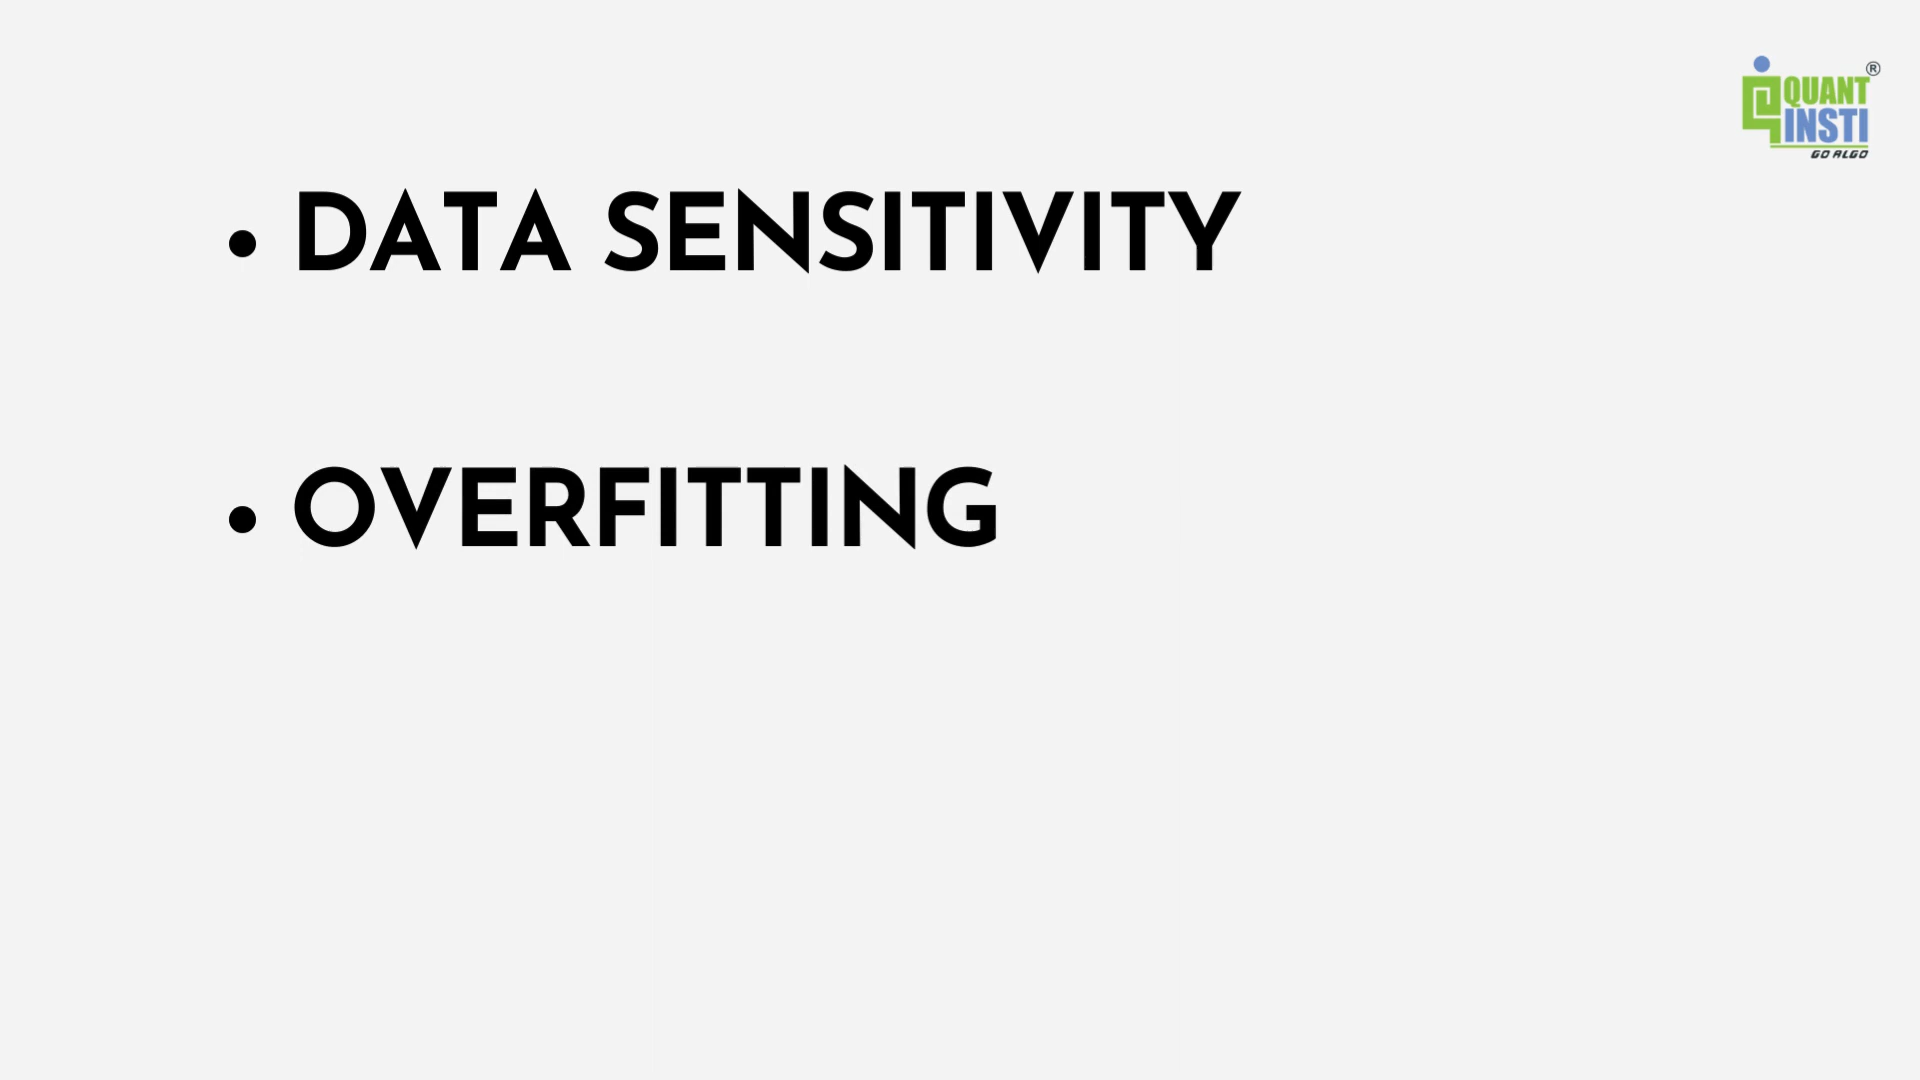 QUANT
INSTI
®
GO ALGO
• DATA SENSITIVITY
• OVERFITTING